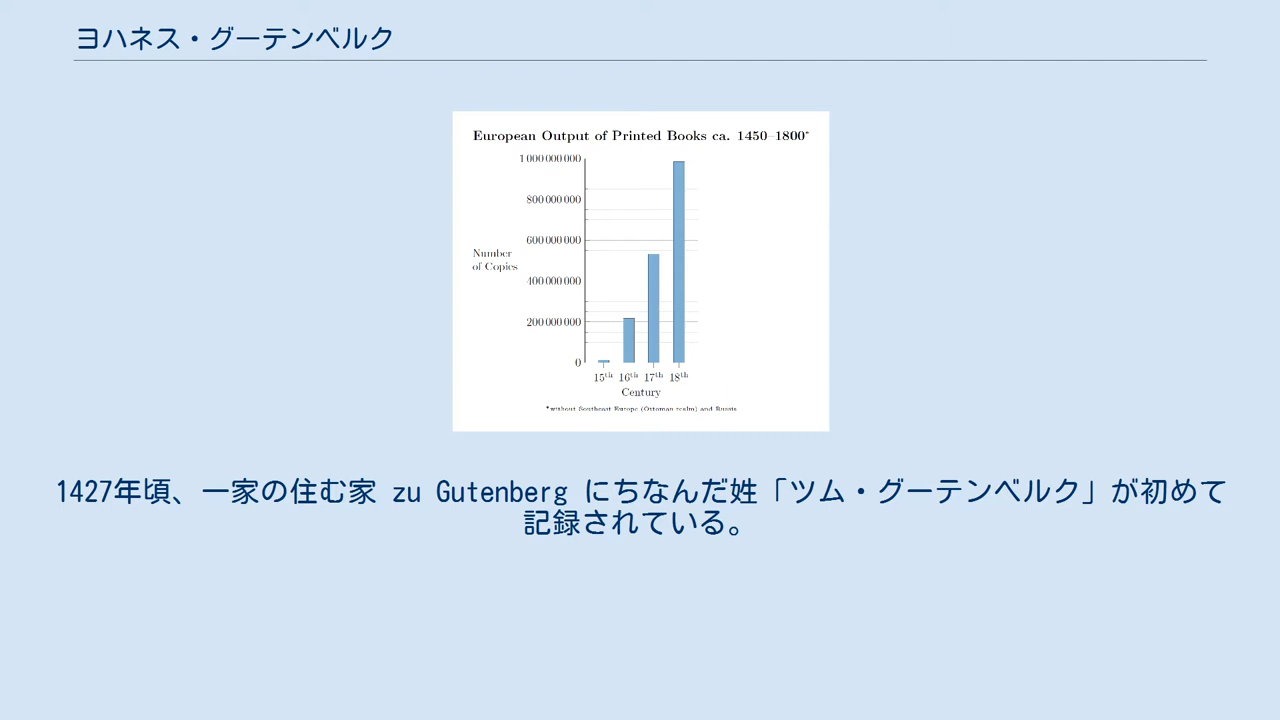 ヨハネス・グーテンベルク
European Output of Printed Books ca. 1450–1800*
1 000 000 000
800 000 000
600 000 000
Number
of Copies
400 000 000
200 000 000
0
15th 16th 17th 18th
Century
*without Southeast Europe (Ottoman realm) and Russia
1427年頃、一家の住む家 zu Gutenberg にちなんだ姓「ツム・グーテンベルク」が初めて
記録されている。